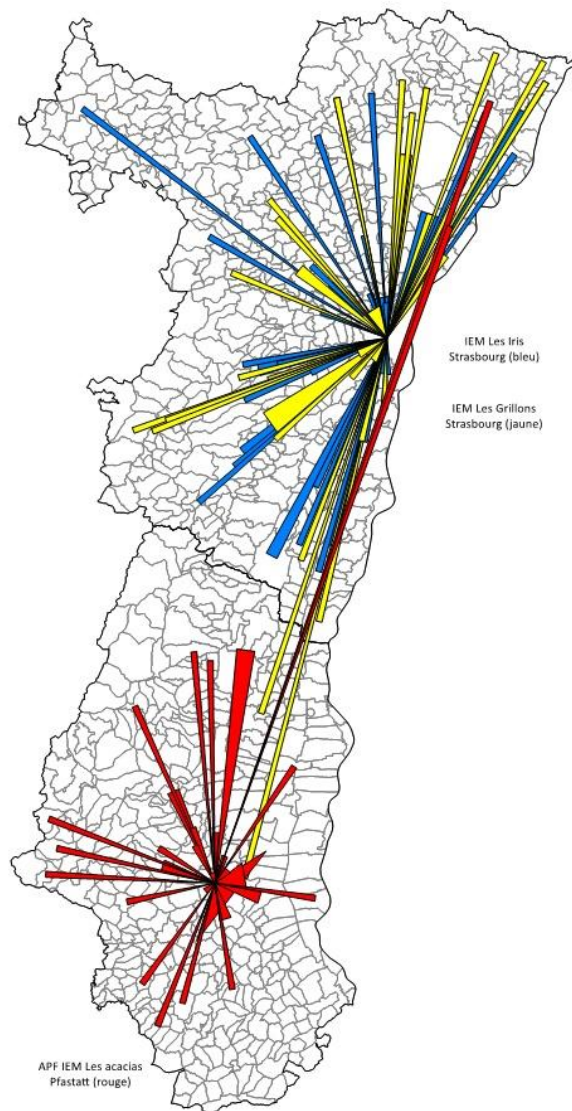 IEM Les Iris
Strasbourg (bleu)
IEM Les Grillons
Strasbourg (jaune)
APF IEM Les acacias
Pfastatt (rouge)